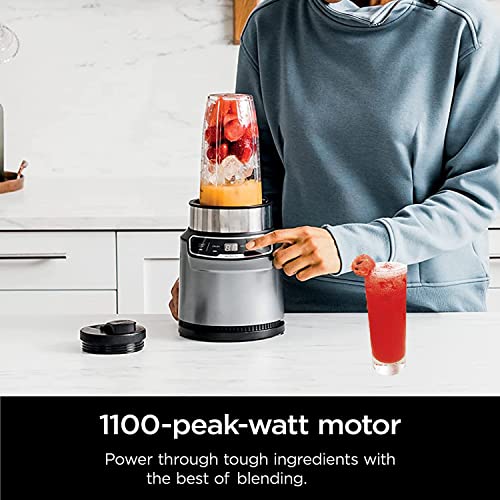 1100-peak-watt motor
Power through tough ingredients with
the best of blending.